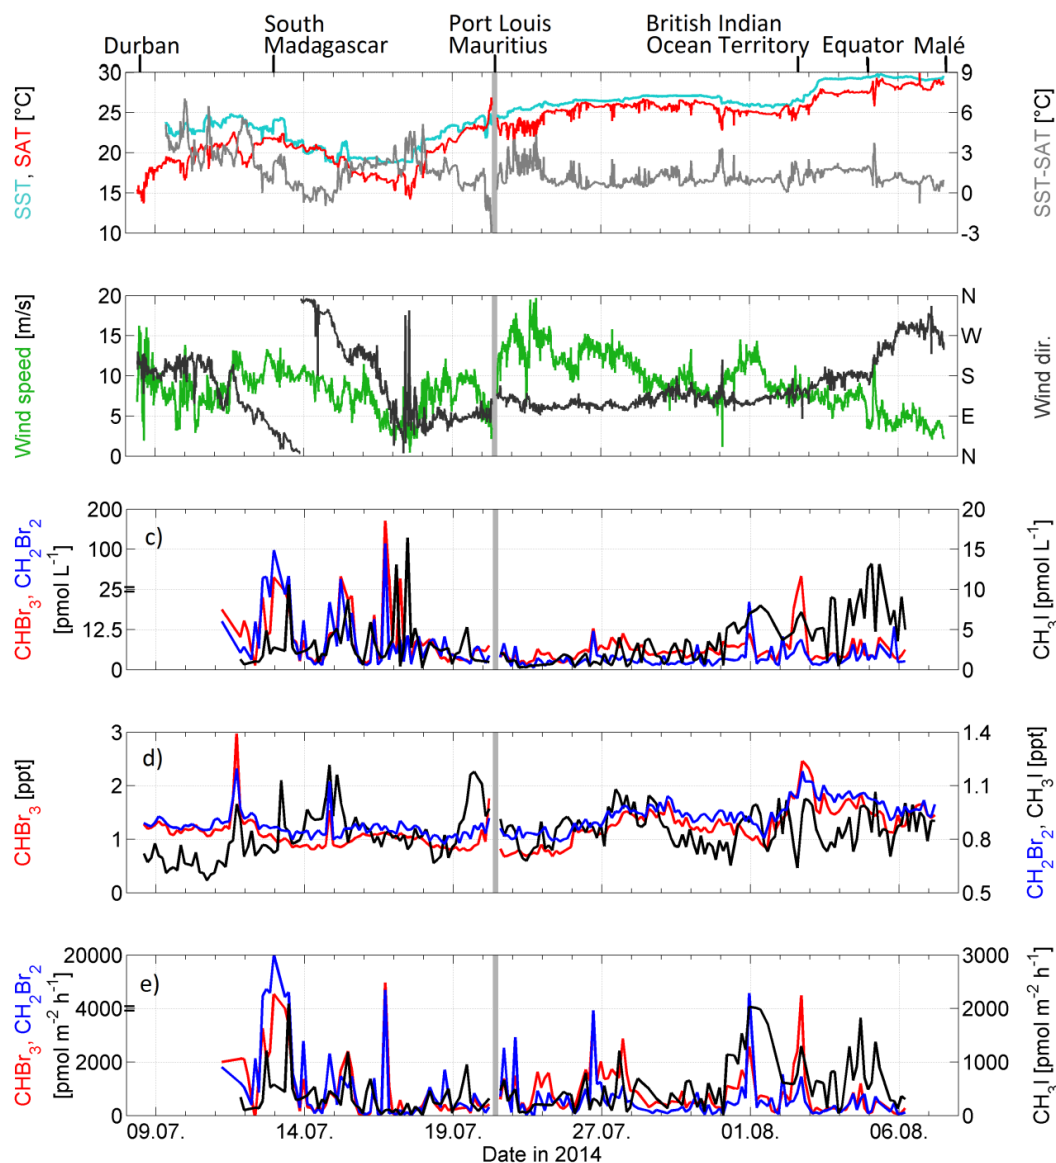 South Port Louis British Indian
Durban Madagascar Mauritius Ocean Territory Equator Malé
30 9
25 6
20 3
15 0
10 -3
SST, SAT [°C]
SST-SAT [°C]
20 N
15 W
10 S
5 E
0 N
Wind speed [m/s]
Wind dir.
c)
200 20
100 15
25 10
12.5 5
0 0
CHBr3, CH2Br2
[pmol L-1]
CH3I [pmol L-1]
d)
3 1.4
2 1.1
1 0.8
0 0.5
CHBr3 [ppt]
CH2Br2, CH3I [ppt]
e)
20000 3000
4000 2000
2000 1000
0 0
CHBr3, CH2Br2
[pmol m-2 h-1]
CH3I [pmol m-2 h-1]
09.07. 14.07. 19.07. 27.07. 01.08. 06.08.
Date in 2014